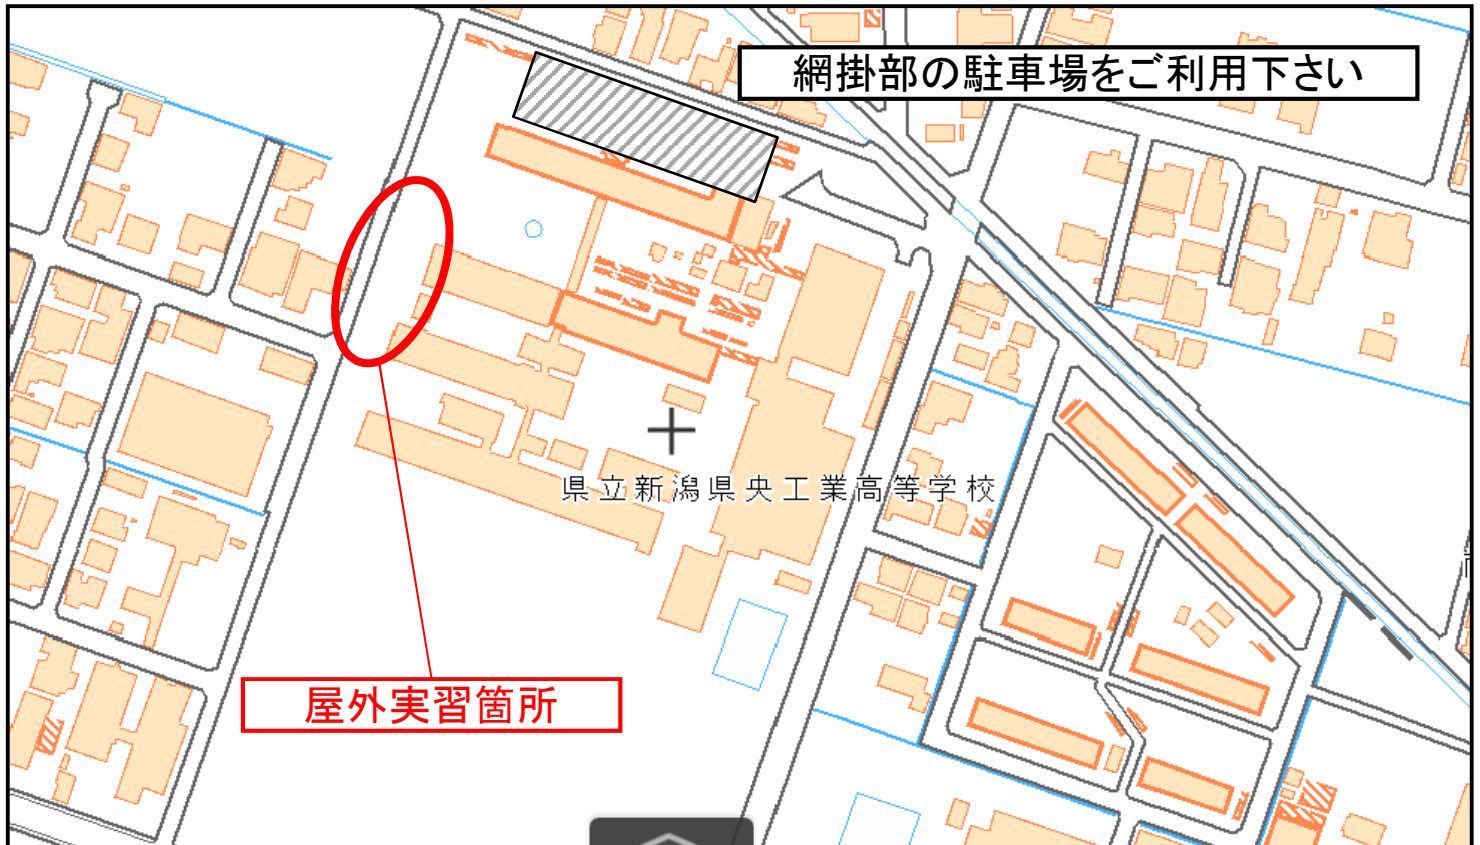 網掛部の駐車場をご利用下さい
県立新潟県央工業高等学校
屋外実習箇所